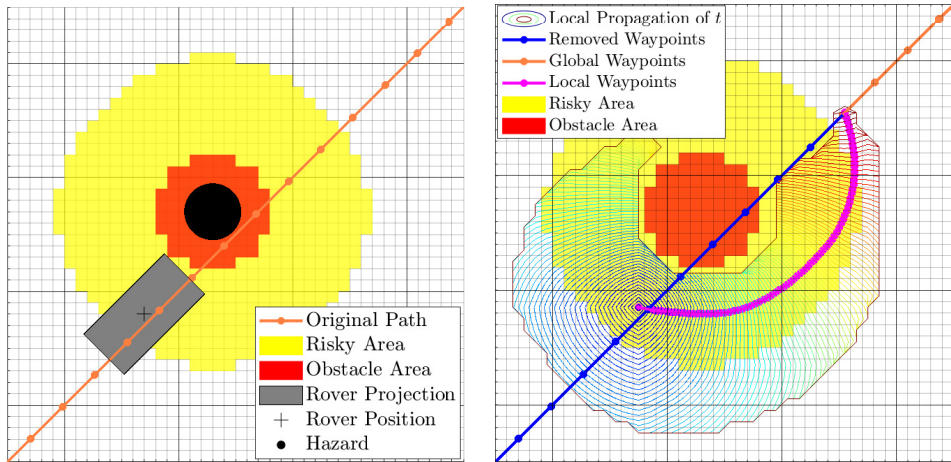 Original Path
Risky Area
Obstacle Area
Rover Projection
Rover Position
Hazard
Local Propagation of t
Removed Waypoints
Global Waypoints
Local Waypoints
Risky Area
Obstacle Area